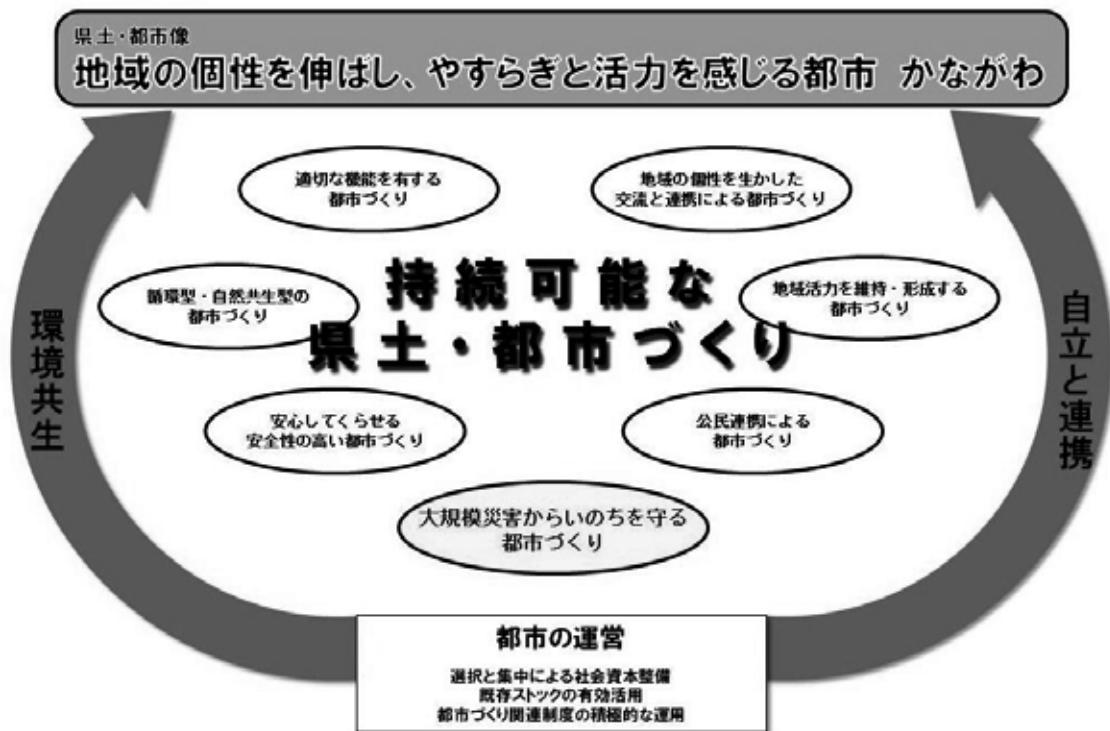 県土・都市像
地域の個性を伸ばし、やすらぎと活力を感じる都市 かながわ
適切な機能を有する
都市づくり
地域の個性を生かした
交流と連携による都市づくり
持続可能な
県土・都市づくり
循環型・自然共生型の
都市づくり
地域活力を維持・形成する
都市づくり
環境共生
自立と連携
安心してくらせる
安全性の高い都市づくり
公民連携による
都市づくり
大規模災害からいのちを守る
都市づくり
都市の運営
選択と集中による社会資本整備
既存ストックの有効活用
都市づくり関連制度の積極的な運用